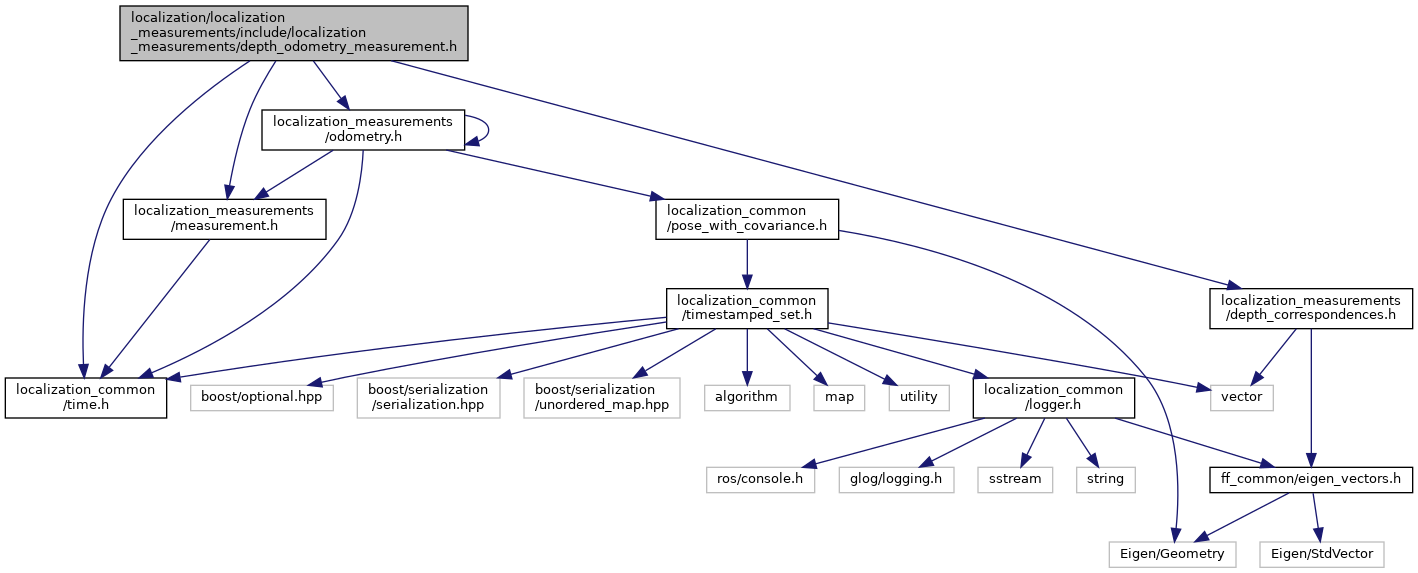 localization/localization
_measurements/include/localization
_measurements/depth_odometry_measurement.h
localization_measurements
/odometry.h
localization_measurements
/measurement.h
localization_common
/pose_with_covariance.h
localization_common
/timestamped_set.h
localization_measurements
/depth_correspondences.h
localization_common
/time.h
boost/optional.hpp
boost/serialization
/serialization.hpp
boost/serialization
/unordered_map.hpp
algorithm
map
utility
localization_common
/logger.h
vector
ros/console.h
glog/logging.h
sstream
string
ff_common/eigen_vectors.h
Eigen/Geometry
Eigen/StdVector